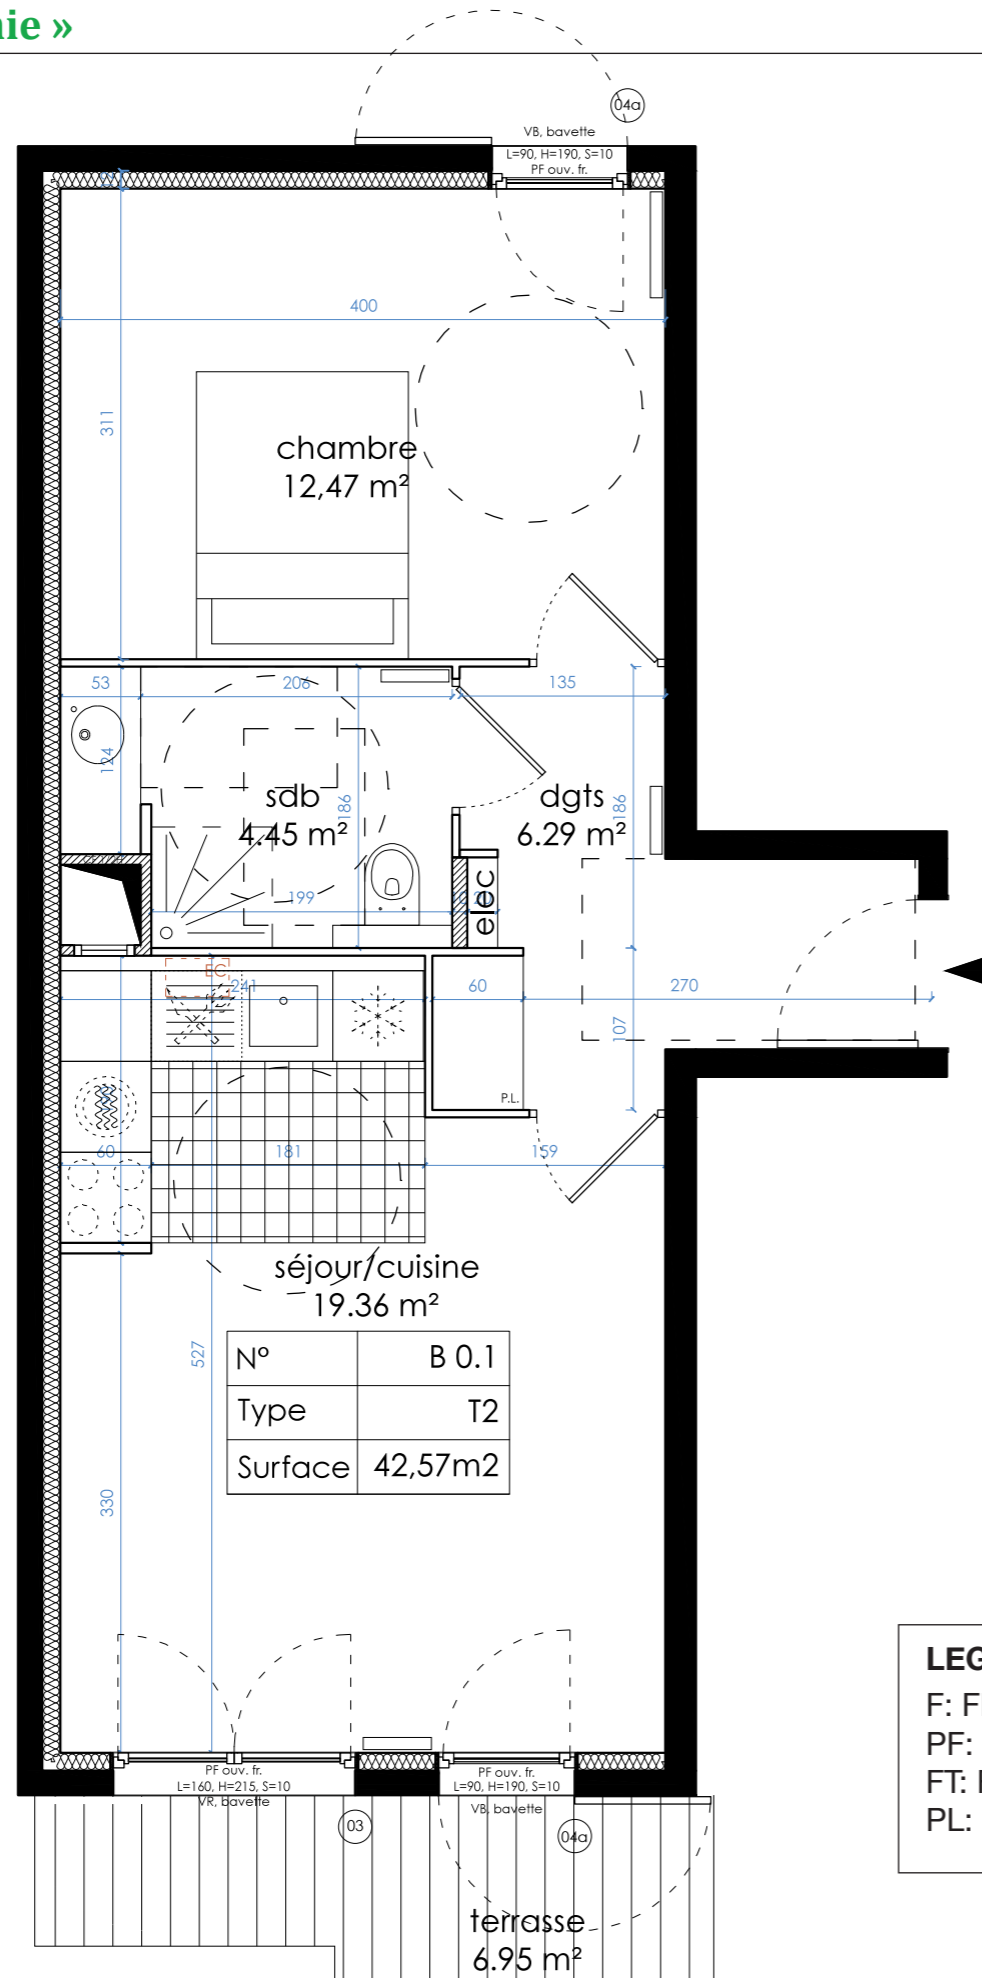 nie »
04a
VB, bavette
L=90, H=190, S=10
PF ouv. fr.
400
311
chambre
12,47 m²
53
206
135
124
sdb
4.45 m²
186
dgts
6.29 m²
186
199
elec
EC
241
60
270
107
P.L.
60
181
159
séjour/cuisine
19.36 m²
527
N° B 0.1
Type T2
Surface 42,57m2
330
PF ouv. fr.
L=160, H=215, S=10
VR, bavette
PF ouv. fr.
L=90, H=190, S=10
VB, bavette
03
04a
terrasse
6.95 m²
LEG
F: F
PF:
FT:
PL: